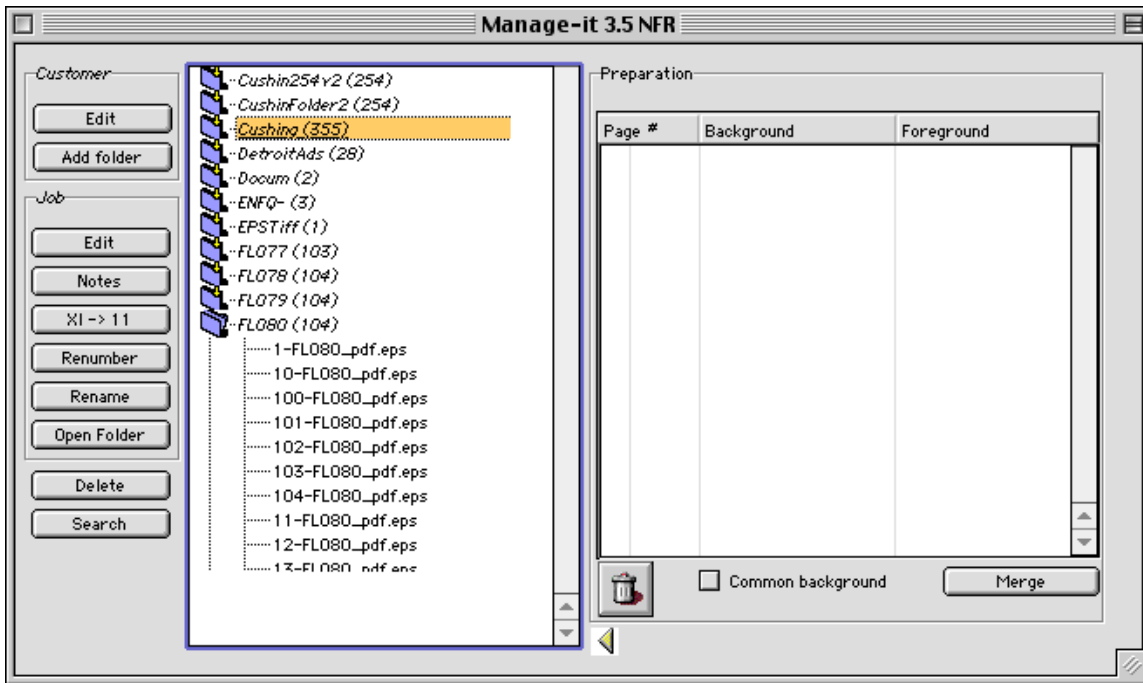 Manage-it 3.5 NFR
Customer
Edit
Add folder
Job
Edit
Notes
XI -> 11
Renumber
Rename
Open Folder
Delete
Search
Cushin254v2 (254)
CushinFolder2 (254)
Cushing (355)
DetroitAds (28)
Docum (2)
ENFQ- (3)
EPSTiff (1)
FL077 (103)
FL078 (104)
FL079 (104)
FL080 (104)
1-FL080_pdf.eps
10-FL080_pdf.eps
100-FL080_pdf.eps
101-FL080_pdf.eps
102-FL080_pdf.eps
103-FL080_pdf.eps
104-FL080_pdf.eps
11-FL080_pdf.eps
12-FL080_pdf.eps
13-FL080_pdf.eps
Preparation
Page # Background Foreground
Common background Merge